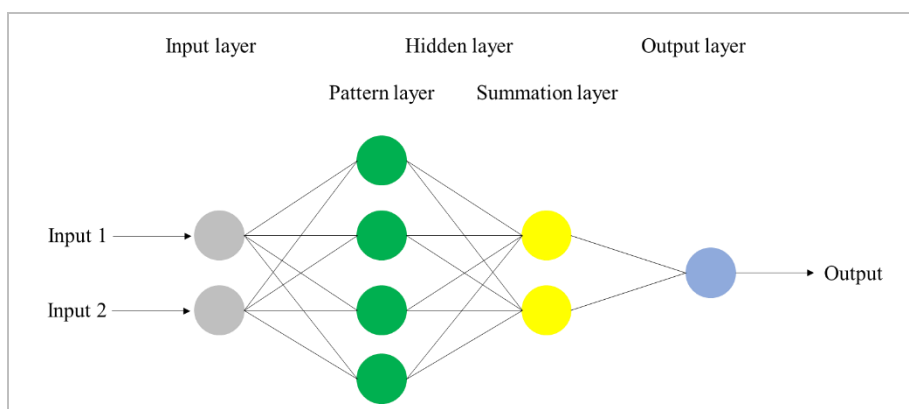 Input layer
Hidden layer
Output layer
Pattern layer
Summation layer
Input 1
Input 2
Output